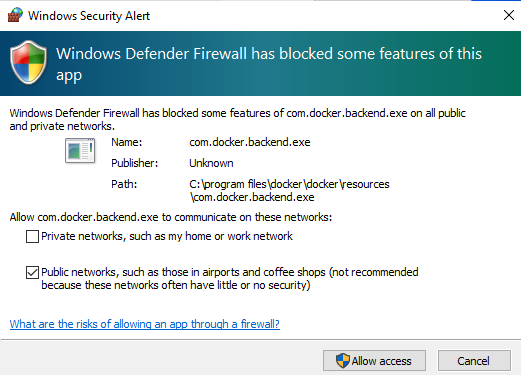 Windows Security Alert
Windows Defender Firewall has blocked some features of this
app
Windows Defender Firewall has blocked some features of com.docker.backend.exe on all public
and private networks.
Name: com.docker.backend.exe
Publisher: Unknown
Path: C:\program files\docker\docker\resources
\com.docker.backend.exe
Allow com.docker.backend.exe to communicate on these networks:
Private networks, such as my home or work network
Public networks, such as those in airports and coffee shops (not recommended
because these networks often have little or no security)
What are the risks of allowing an app through a firewall?
Allow access Cancel